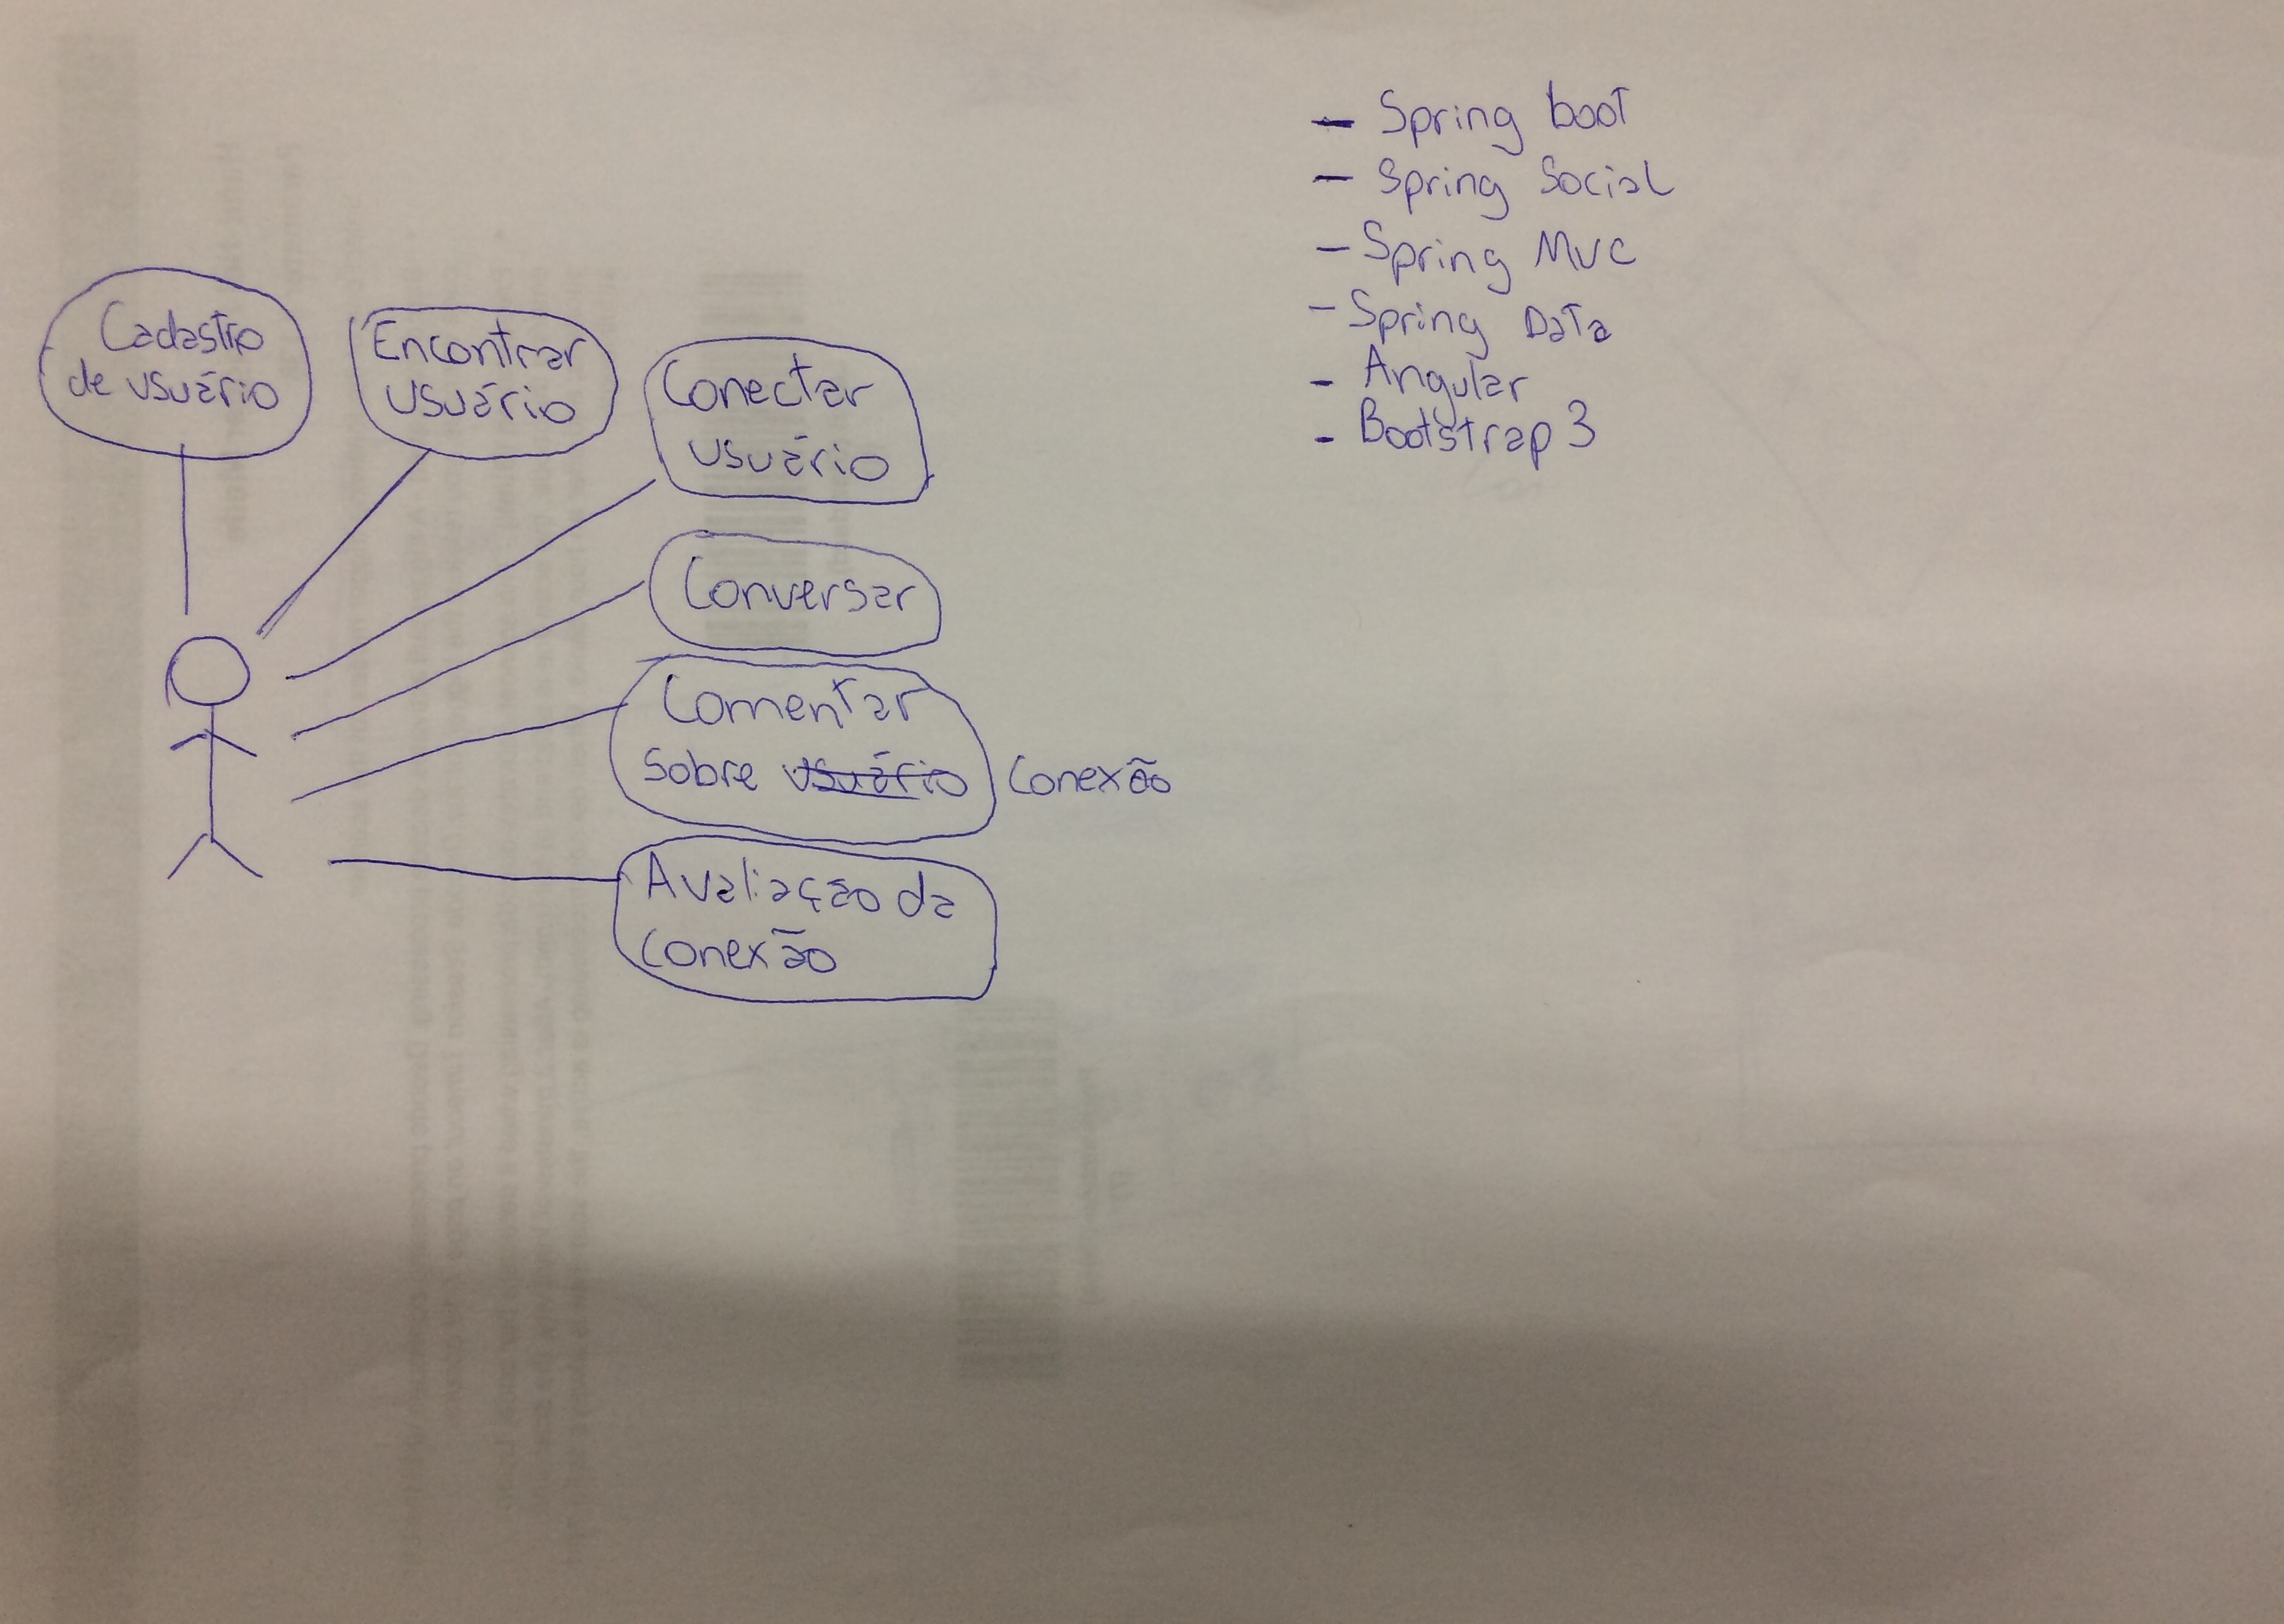 Cadastro
de usuário
Encontrar
usuário
Conectar
usuário
Conversar
Comentar
sobre usuário conexão
Avaliação da
conexão
- Spring boot
- Spring Social
- Spring MVC
- Spring Data
- Angular
- Bootstrap 3